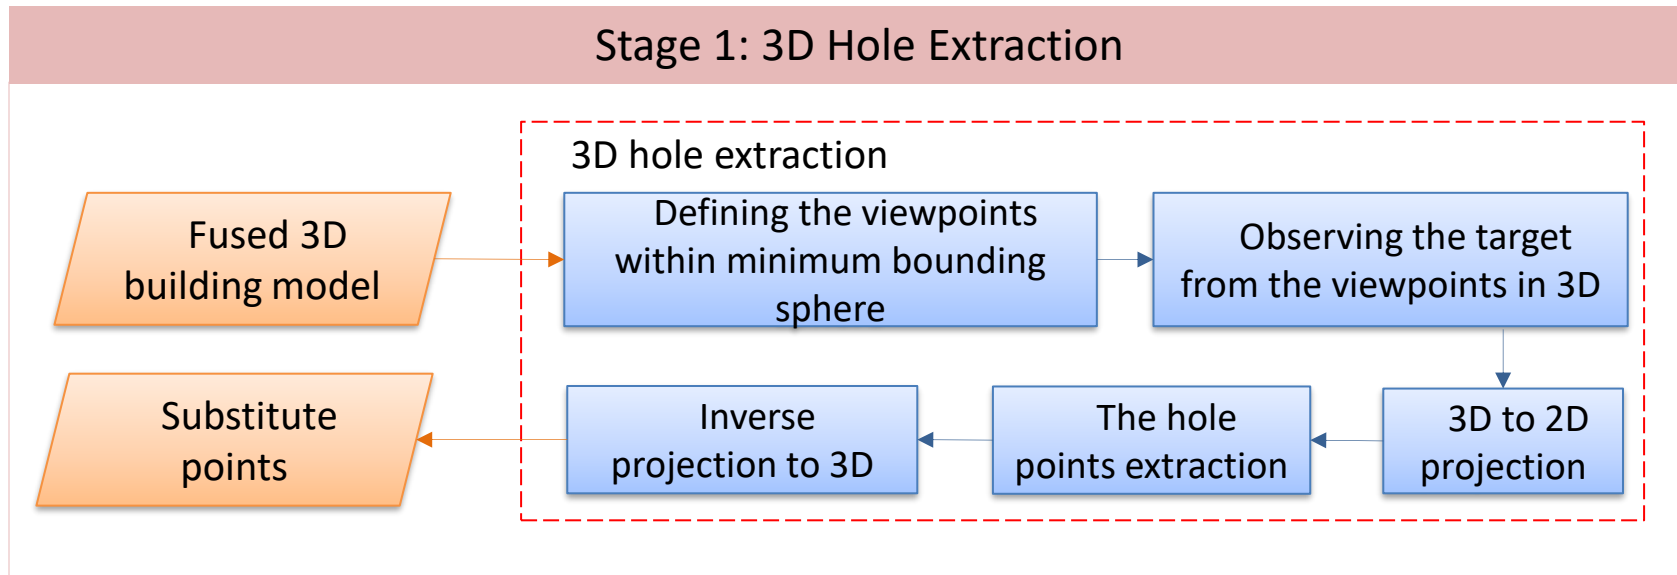 Stage 1: 3D Hole Extraction
3D hole extraction
Fused 3D
building model
Defining the viewpoints
within minimum bounding
sphere
Observing the target
from the viewpoints in 3D
3D to 2D
projection
The hole
points extraction
Inverse
projection to 3D
Substitute
points